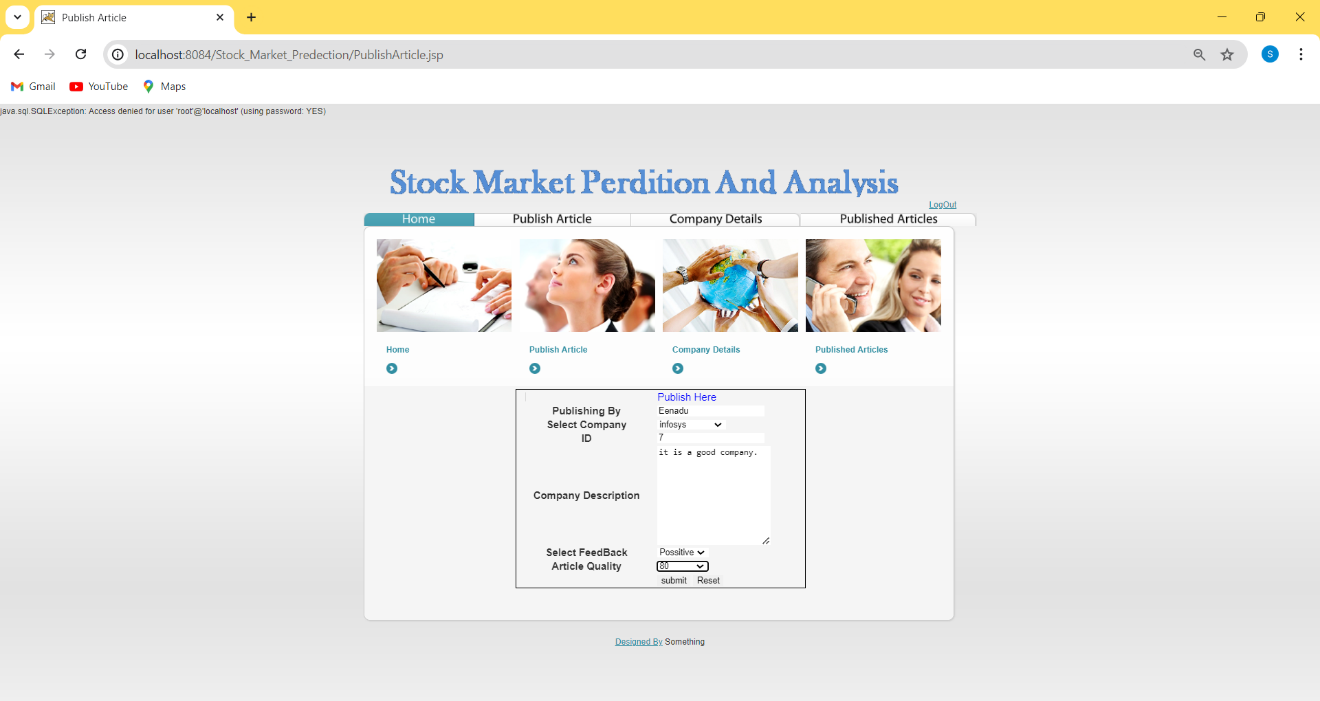 Publish Article
localhost:8084/Stock_Market_Predection/PublishArticle.jsp
S
Gmail YouTube Maps
java.sql.SQLException: Access denied for user 'root'@'localhost' (using password: YES)
Stock Market Perdition And Analysis
LogOut
Home Publish Article Company Details Published Articles
Home Publish Article Company Details Published Articles
Publish Here
Publishing By Eenadu
Select Company infosys
ID 7
it is a good company.
Company Description
Select FeedBack Possitive
Article Quality 80
submit Reset
Designed By Something